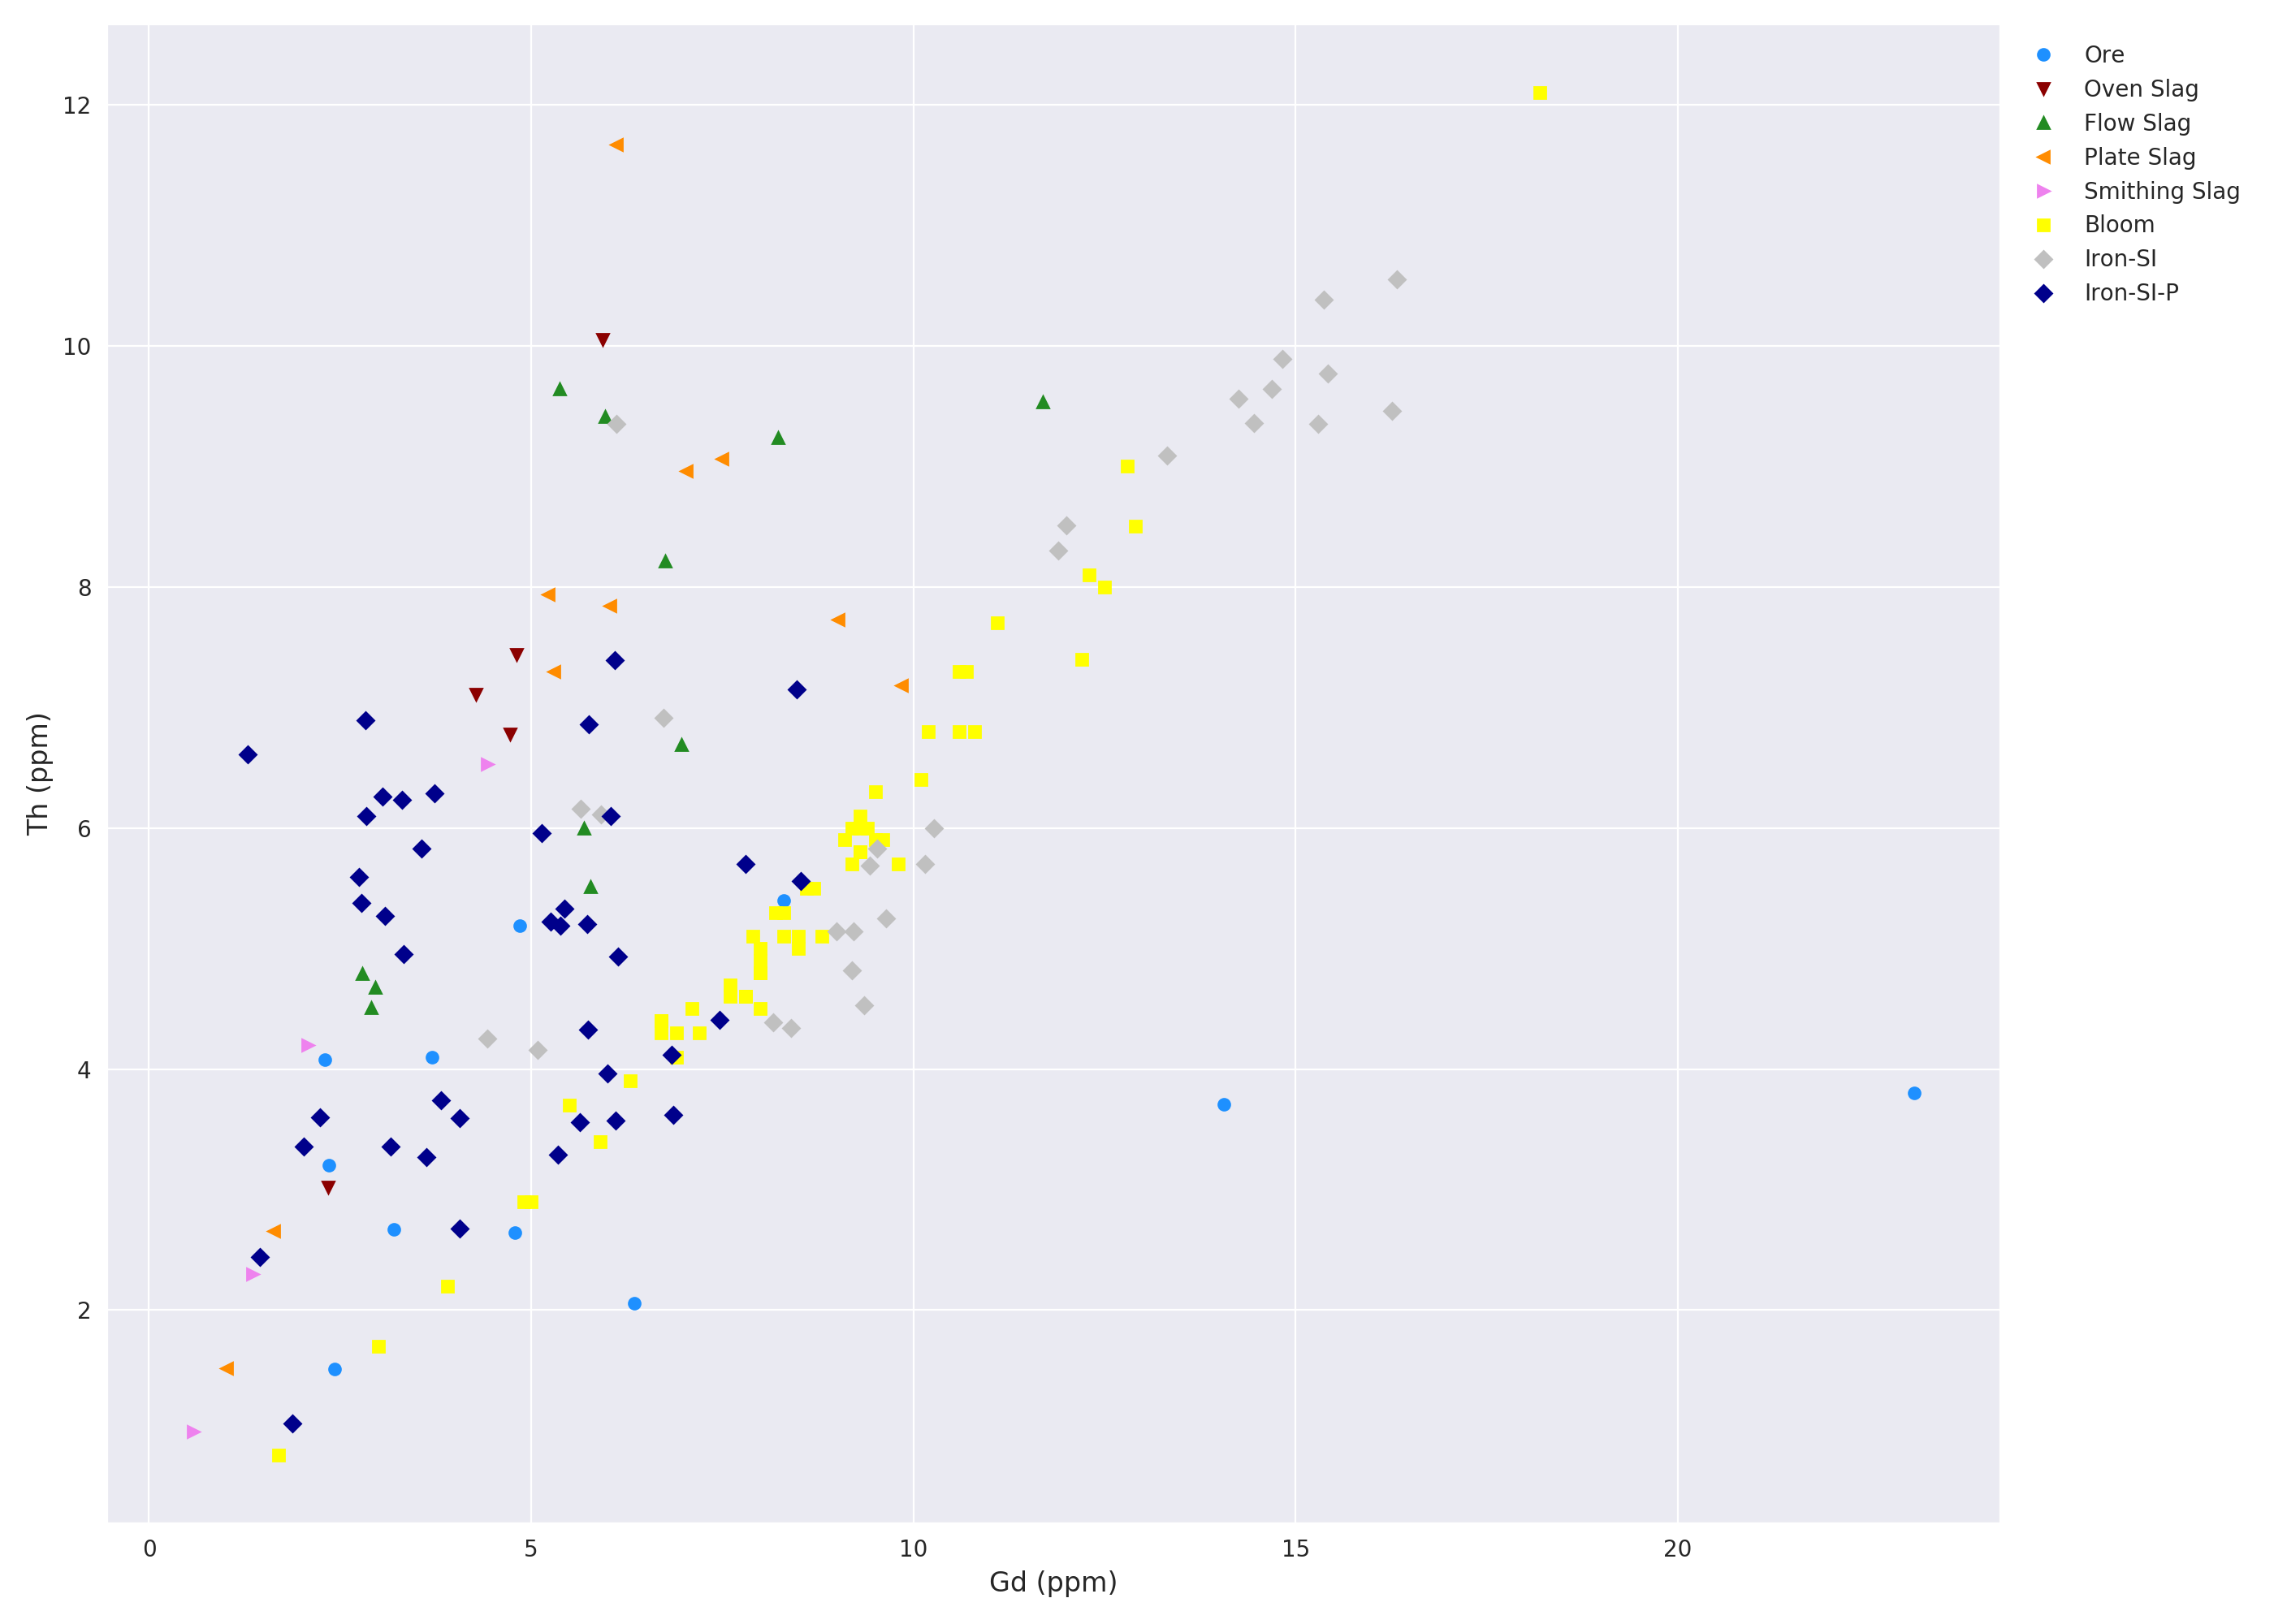 12
10
8
6
4
2
Th (ppm)
0 5 10 15 20
Gd (ppm)
Ore
Oven Slag
Flow Slag
Plate Slag
Smithing Slag
Bloom
Iron-SI
Iron-SI-P